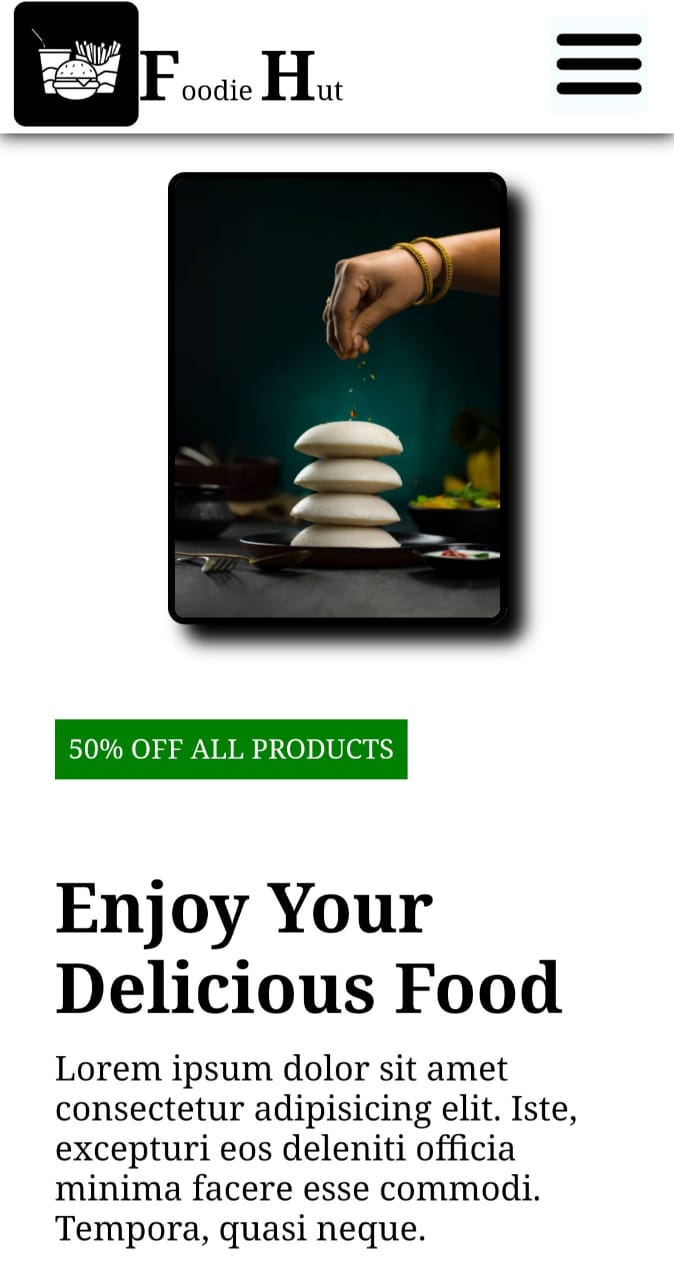 Foodie Hut
50% OFF ALL PRODUCTS
Enjoy Your
Delicious Food
Lorem ipsum dolor sit amet
consectetur adipisicing elit. Iste,
excepturi eos deleniti officia
minima facere esse commodi.
Tempora, quasi neque.